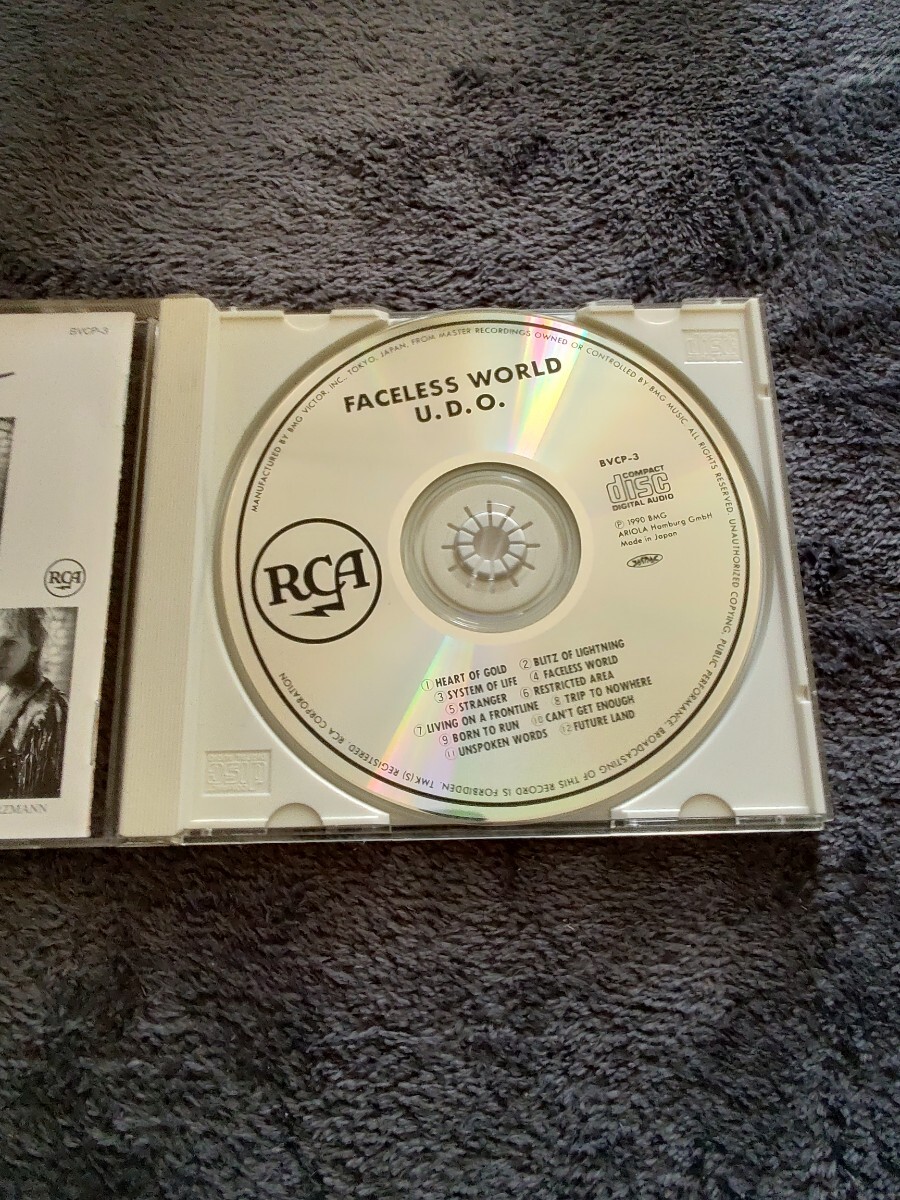 BVCP-3
RCA
ZMANN
MANUFACTURED BY BMG VICTOR, INC., TOKYO, JAPAN, FROM MASTER RECORDINGS OWNED OR CONTROLLED BY BMG MUSIC. ALL RIGHTS RESERVED. UNAUTHORIZED COPYING, PUBLIC PERFORMANCE, BROADCASTING OF THIS RECORD IS FORBIDDEN. TMK(S) REGISTERED RCA CORPORATION
FACELESS WORLD
U.D.O.
BVCP-3
COMPACT
disc
DIGITAL AUDIO
Ⓟ 1990 BMG
ARIOLA Hamburg GmbH
Made in Japan
RCA
① HEART OF GOLD ② BLITZ OF LIGHTNING
③ SYSTEM OF LIFE ④ FACELESS WORLD
⑤ STRANGER ⑥ RESTRICTED AREA
⑦ LIVING ON A FRONTLINE ⑧ TRIP TO NOWHERE
⑨ BORN TO RUN ⑩ CAN'T GET ENOUGH
⑪ UNSPOKEN WORDS ⑫ FUTURE LAND
disc
disc